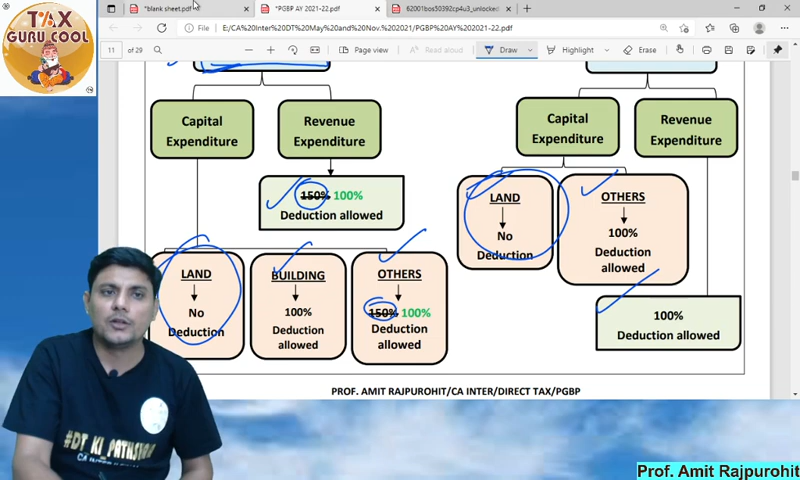 TAX
GURU COOL
*blank sheet.pdf
*PGBP AY 2021-22.pdf
62001bos50392cp4u3_unlocked
E:/CA%20Inter%20DT%20May%20and%20Nov.%202021/PGBP%20AY%202021-22.pdf
11 of 29
Page view
Read aloud
Draw
Highlight
Erase
Capital
Expenditure
Revenue
Expenditure
150% 100%
Deduction allowed
LAND
No
Deduction
BUILDING
100%
Deduction
allowed
OTHERS
150% 100%
Deduction
allowed
Capital
Expenditure
Revenue
Expenditure
LAND
No
Deduction
OTHERS
100%
Deduction
allowed
100%
Deduction allowed
PROF. AMIT RAJPUROHIT/CA INTER/DIRECT TAX/PGBP
#DT KI PATHSHALA
Prof. Amit Rajpurohit